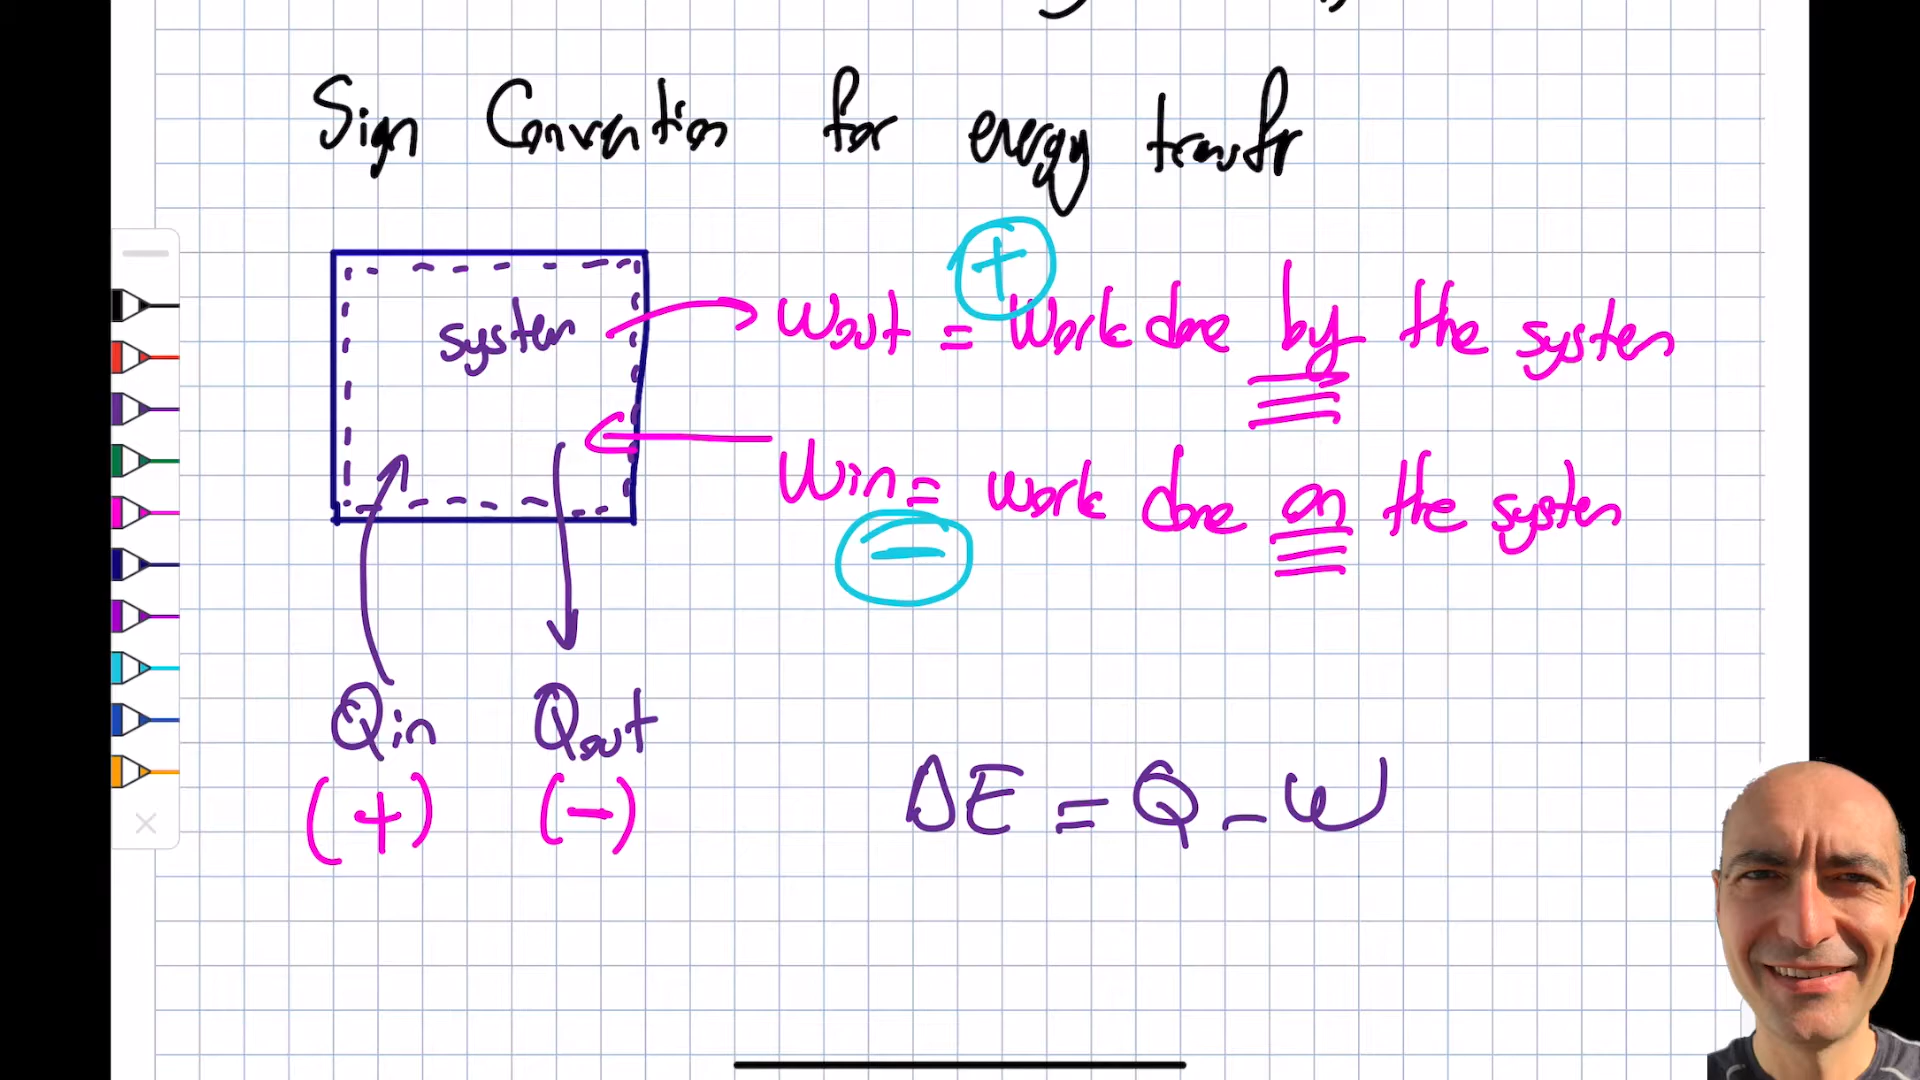 Sign Convention for energy transfr
+
system
Wout = Work done by the system
Win = work done on the system
−
Qin Qout
(+) (−)
ΔE = Q − W